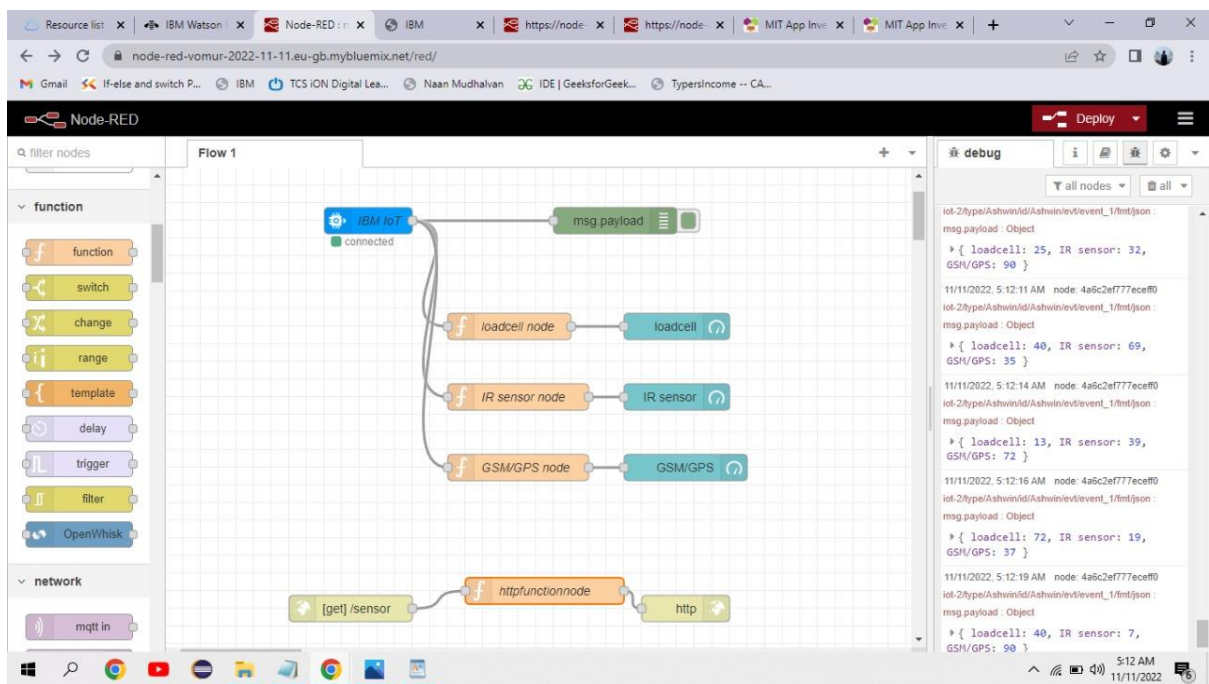 Resource list
IBM Watson
Node-RED : n
IBM
https://node-
https://node-
MIT App Inve
MIT App Inve
node-red-vomur-2022-11-11.eu-gb.mybluemix.net/red/
Gmail
If-else and switch P...
IBM
TCS iON Digital Lea...
Naan Mudhalvan
IDE | GeeksforGeek...
TypersIncome -- CA...
Node-RED
Deploy
filter nodes
Flow 1
debug
all nodes
all
function
function
switch
change
range
template
delay
trigger
filter
OpenWhisk
network
mqtt in
IBM IoT
connected
msg.payload
loadcell node
loadcell
IR sensor node
IR sensor
GSM/GPS node
GSM/GPS
[get] /sensor
httpfunctionnode
http
iot-2/type/Ashwin/id/Ashwin/evt/event_1/fmt/json :
msg.payload : Object
{ loadcell: 25, IR sensor: 32,
GSM/GPS: 90 }
11/11/2022, 5:12:11 AM node: 4a6c2ef777eceff0
iot-2/type/Ashwin/id/Ashwin/evt/event_1/fmt/json :
msg.payload : Object
{ loadcell: 40, IR sensor: 69,
GSM/GPS: 35 }
11/11/2022, 5:12:14 AM node: 4a6c2ef777eceff0
iot-2/type/Ashwin/id/Ashwin/evt/event_1/fmt/json :
msg.payload : Object
{ loadcell: 13, IR sensor: 39,
GSM/GPS: 72 }
11/11/2022, 5:12:16 AM node: 4a6c2ef777eceff0
iot-2/type/Ashwin/id/Ashwin/evt/event_1/fmt/json :
msg.payload : Object
{ loadcell: 72, IR sensor: 19,
GSM/GPS: 37 }
11/11/2022, 5:12:19 AM node: 4a6c2ef777eceff0
iot-2/type/Ashwin/id/Ashwin/evt/event_1/fmt/json :
msg.payload : Object
{ loadcell: 40, IR sensor: 7,
GSM/GPS: 90 }
5:12 AM
11/11/2022
6